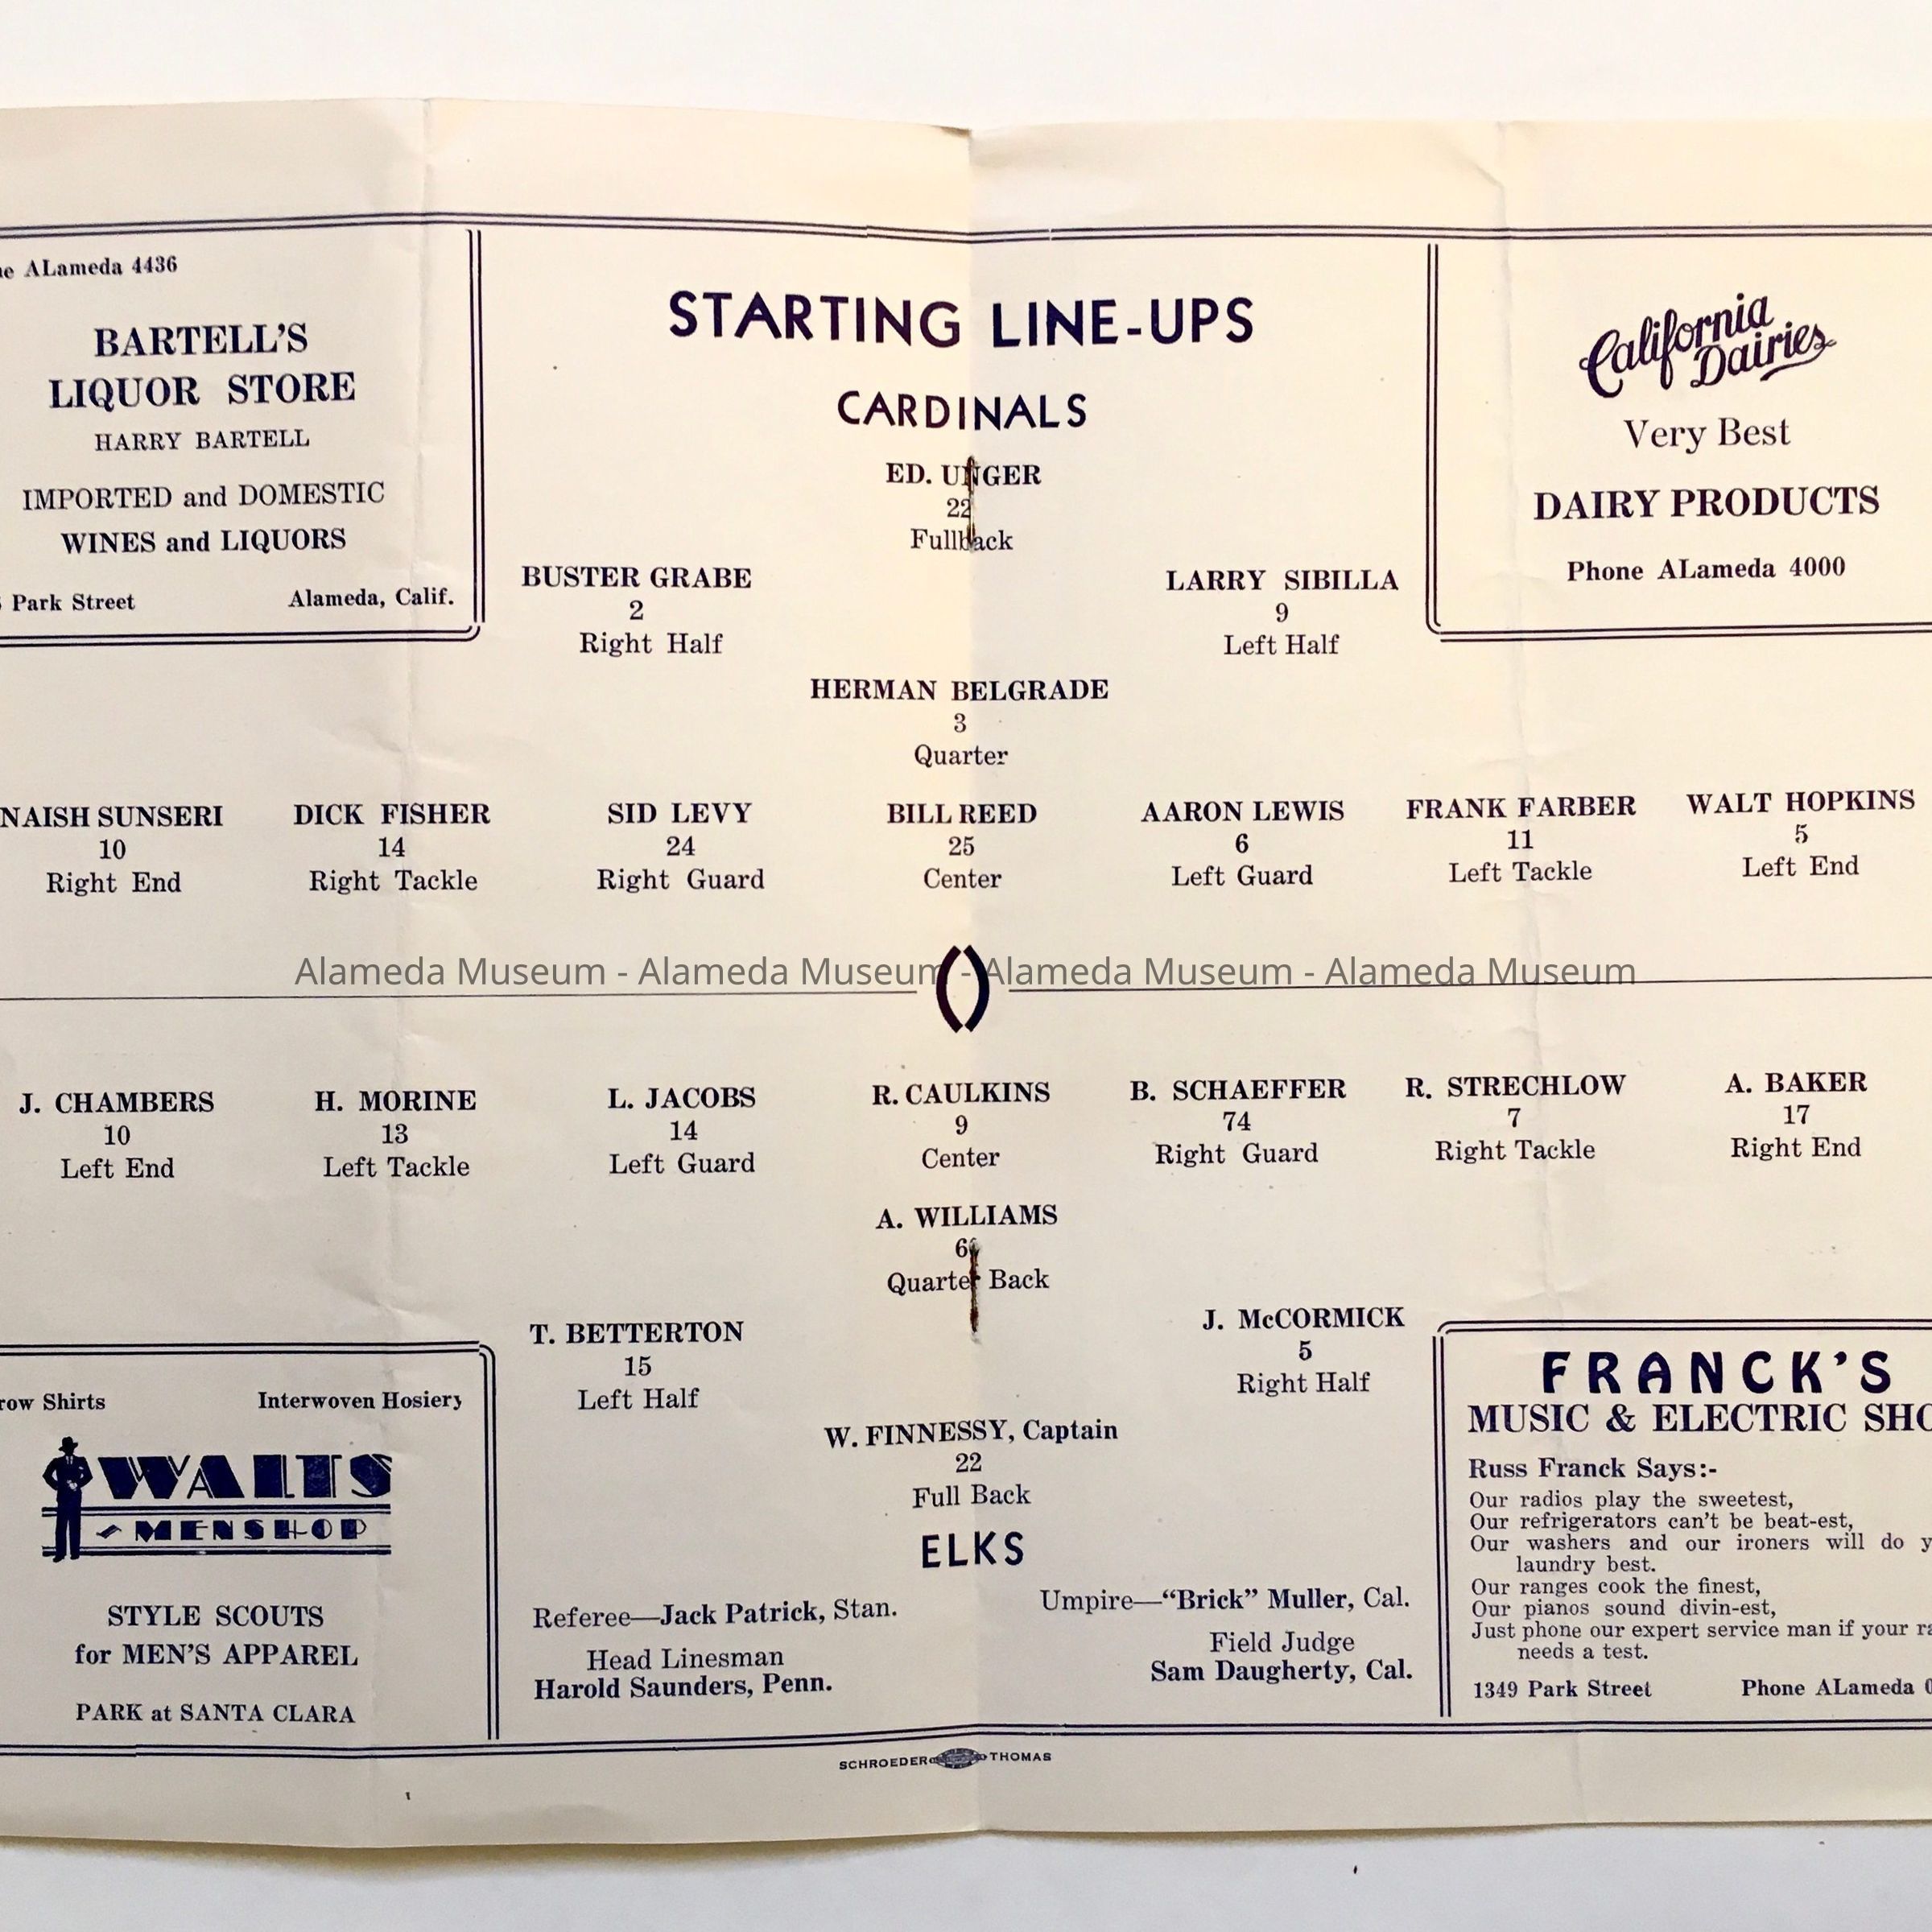 ALameda 4436
BARTELL'S
LIQUOR STORE
HARRY BARTELL
IMPORTED and DOMESTIC
WINES and LIQUORS
Park Street Alameda, Calif.
STARTING LINE-UPS
CARDINALS
ED. UNGER
22
Fullback
California
Dairies
Very Best
DAIRY PRODUCTS
Phone ALameda 4000
BUSTER GRABE
2
Right Half
LARRY SIBILLA
9
Left Half
HERMAN BELGRADE
3
Quarter
NAISH SUNSERI
10
Right End
DICK FISHER
14
Right Tackle
SID LEVY
24
Right Guard
BILL REED
25
Center
AARON LEWIS
6
Left Guard
FRANK FARBER
11
Left Tackle
WALT HOPKINS
5
Left End
Alameda Museum - Alameda Museum - Alameda Museum - Alameda Museum
J. CHAMBERS
10
Left End
H. MORINE
13
Left Tackle
L. JACOBS
14
Left Guard
R. CAULKINS
9
Center
B. SCHAEFFER
74
Right Guard
R. STRECHLOW
7
Right Tackle
A. BAKER
17
Right End
A. WILLIAMS
Quarter Back
T. BETTERTON
15
Left Half
J. McCORMICK
5
Right Half
W. FINNESSY, Captain
22
Full Back
ELKS
Referee—Jack Patrick, Stan.
Umpire—“Brick” Muller, Cal.
Head Linesman
Harold Saunders, Penn.
Field Judge
Sam Daugherty, Cal.
Shirts Interwoven Hosiery
WALTS
MENSHOP
STYLE SCOUTS
for MEN'S APPAREL
PARK at SANTA CLARA
FRANCK'S
MUSIC & ELECTRIC
Russ Franck Says:-
Our radios play the sweetest,
Our refrigerators can't be beat-est,
Our washers and our ironers will do
laundry best.
Our ranges cook the finest,
Our pianos sound divin-est,
Just phone our expert service man if your
needs a test.
1349 Park Street Phone ALameda
SCHROEDER THOMAS